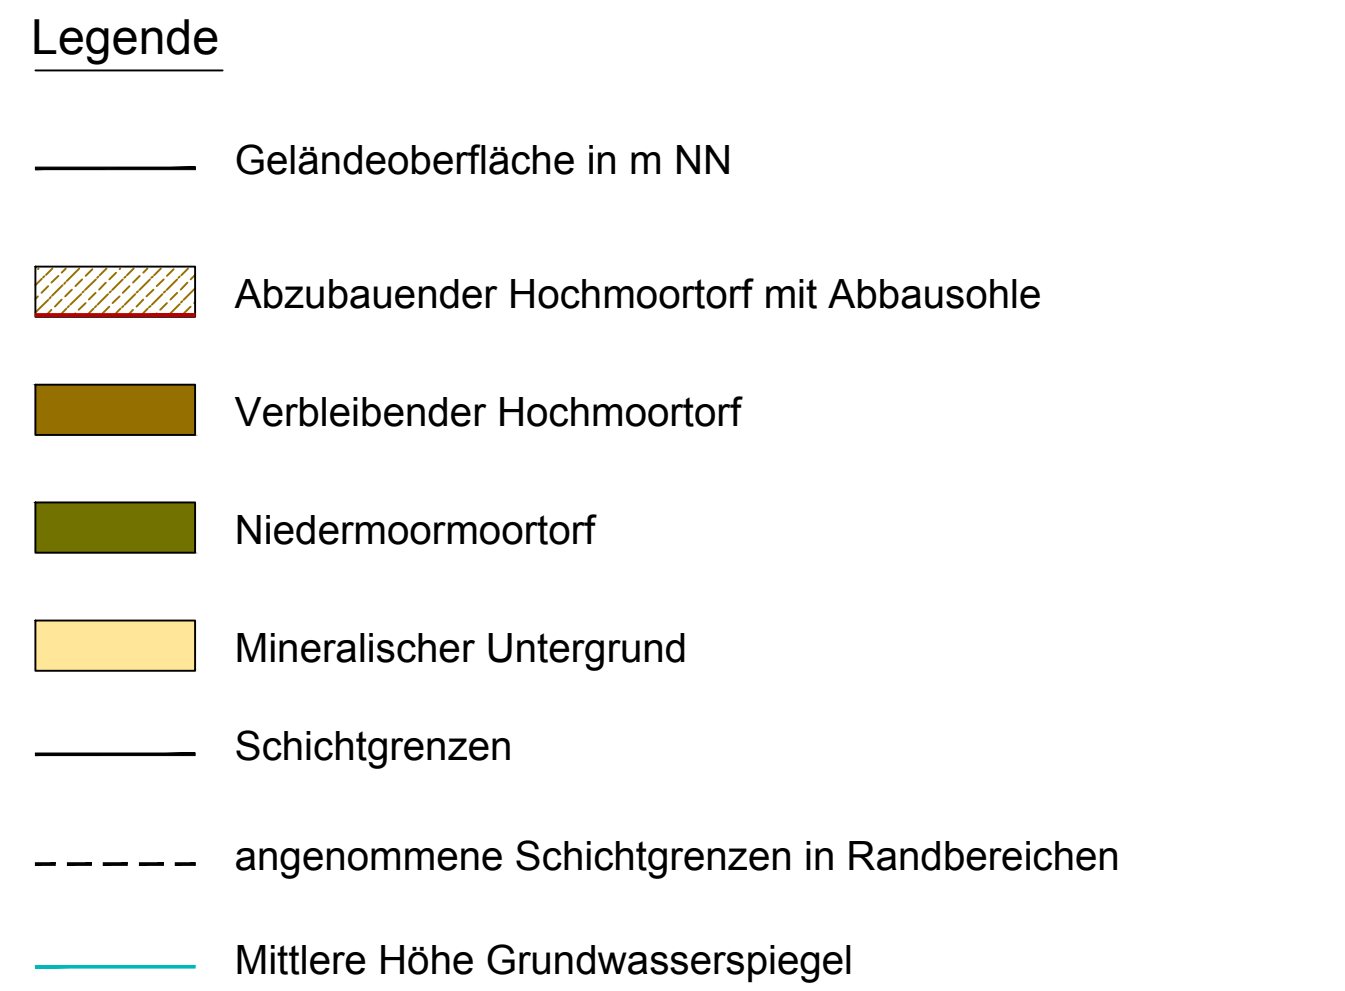 Legende
Geländeoberfläche in m NN
Abzubauender Hochmoortorf mit Abbausohle
Verbleibender Hochmoortorf
Niedermoormoortorf
Mineralischer Untergrund
Schichtgrenzen
angenommene Schichtgrenzen in Randbereichen
Mittlere Höhe Grundwasserspiegel